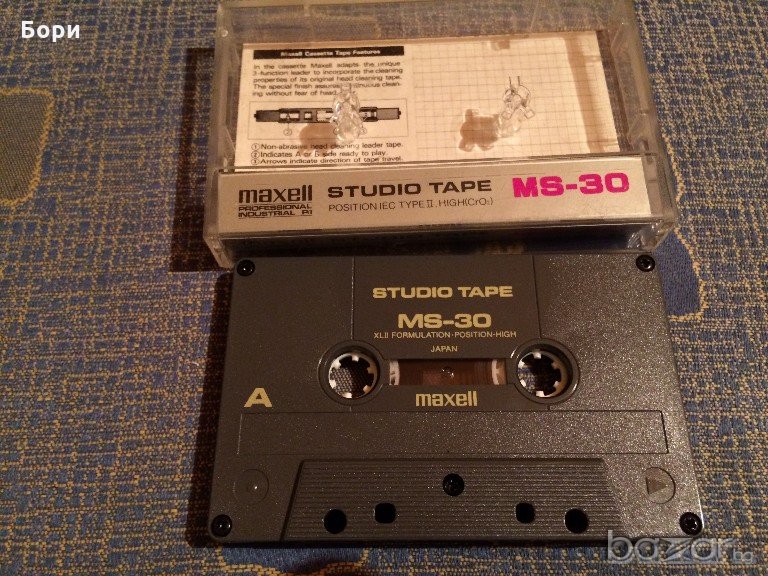 Бори
Maxell Cassette Tape Features
In the cassette Maxell adapts the unique
3-function leader to incorporate the cleaning
properties of its original head cleaning tape.
The special finish assures continuous clean-
ing without fear of head
① Non-abrasive head cleaning leader tape.
② Indicates A or B side ready to play.
③ Arrows indicate direction of tape travel.
maxell STUDIO TAPE MS-30
PROFESSIONAL
INDUSTRIAL
POSITION IEC TYPE II, HIGH(CrO₂)
STUDIO TAPE
MS-30
XLII FORMULATION·POSITION-HIGH
JAPAN
A
maxell
bazar.bg